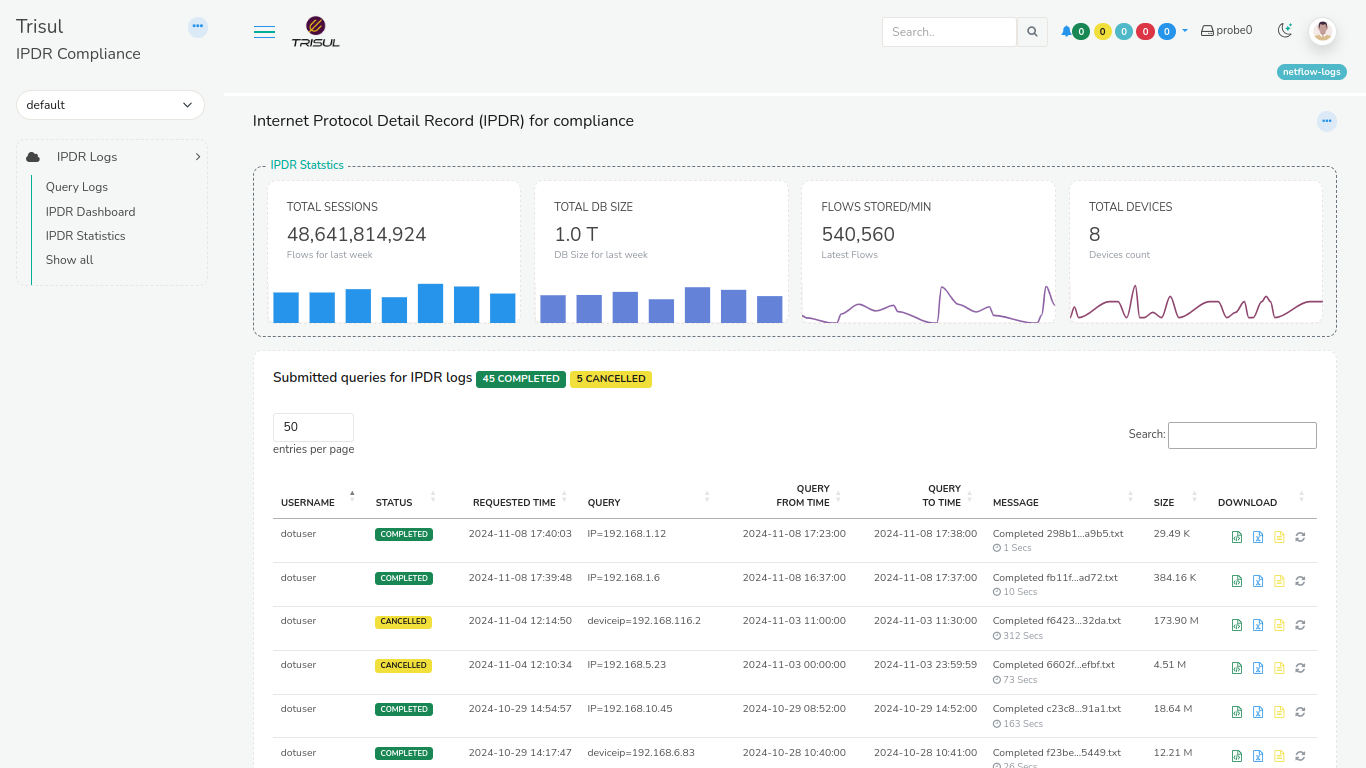 Trisul
IPDR Compliance
default
IPDR Logs
Query Logs
IPDR Dashboard
IPDR Statistics
Show all
TRISUL
Search..
0 0 0 0 0
probe0
netflow-logs
Internet Protocol Detail Record (IPDR) for compliance
IPDR Statstics
TOTAL SESSIONS
48,641,814,924
Flows for last week
TOTAL DB SIZE
1.0 T
DB Size for last week
FLOWS STORED/MIN
540,560
Latest Flows
TOTAL DEVICES
8
Devices count
Submitted queries for IPDR logs 45 COMPLETED 5 CANCELLED
50
entries per page
Search:
USERNAME STATUS REQUESTED TIME QUERY QUERY FROM TIME QUERY TO TIME MESSAGE SIZE DOWNLOAD
dotuser COMPLETED 2024-11-08 17:40:03 IP=192.168.1.12 2024-11-08 17:23:00 2024-11-08 17:38:00 Completed 298b1...a9b5.txt 29.49 K
1 Secs
dotuser COMPLETED 2024-11-08 17:39:48 IP=192.168.1.6 2024-11-08 16:37:00 2024-11-08 17:37:00 Completed fb11f...ad72.txt 384.16 K
10 Secs
dotuser CANCELLED 2024-11-04 12:14:50 deviceip=192.168.116.2 2024-11-03 11:00:00 2024-11-03 11:30:00 Completed f6423...32da.txt 173.90 M
312 Secs
dotuser CANCELLED 2024-11-04 12:10:34 IP=192.168.5.23 2024-11-03 00:00:00 2024-11-03 23:59:59 Completed 6602f...efbf.txt 4.51 M
73 Secs
dotuser COMPLETED 2024-10-29 14:54:57 IP=192.168.10.45 2024-10-29 08:52:00 2024-10-29 14:52:00 Completed c23c8...91a1.txt 18.64 M
163 Secs
dotuser COMPLETED 2024-10-29 14:17:47 deviceip=192.168.6.83 2024-10-28 10:40:00 2024-10-28 10:41:00 Completed f23be...5449.txt 12.21 M
26 Secs